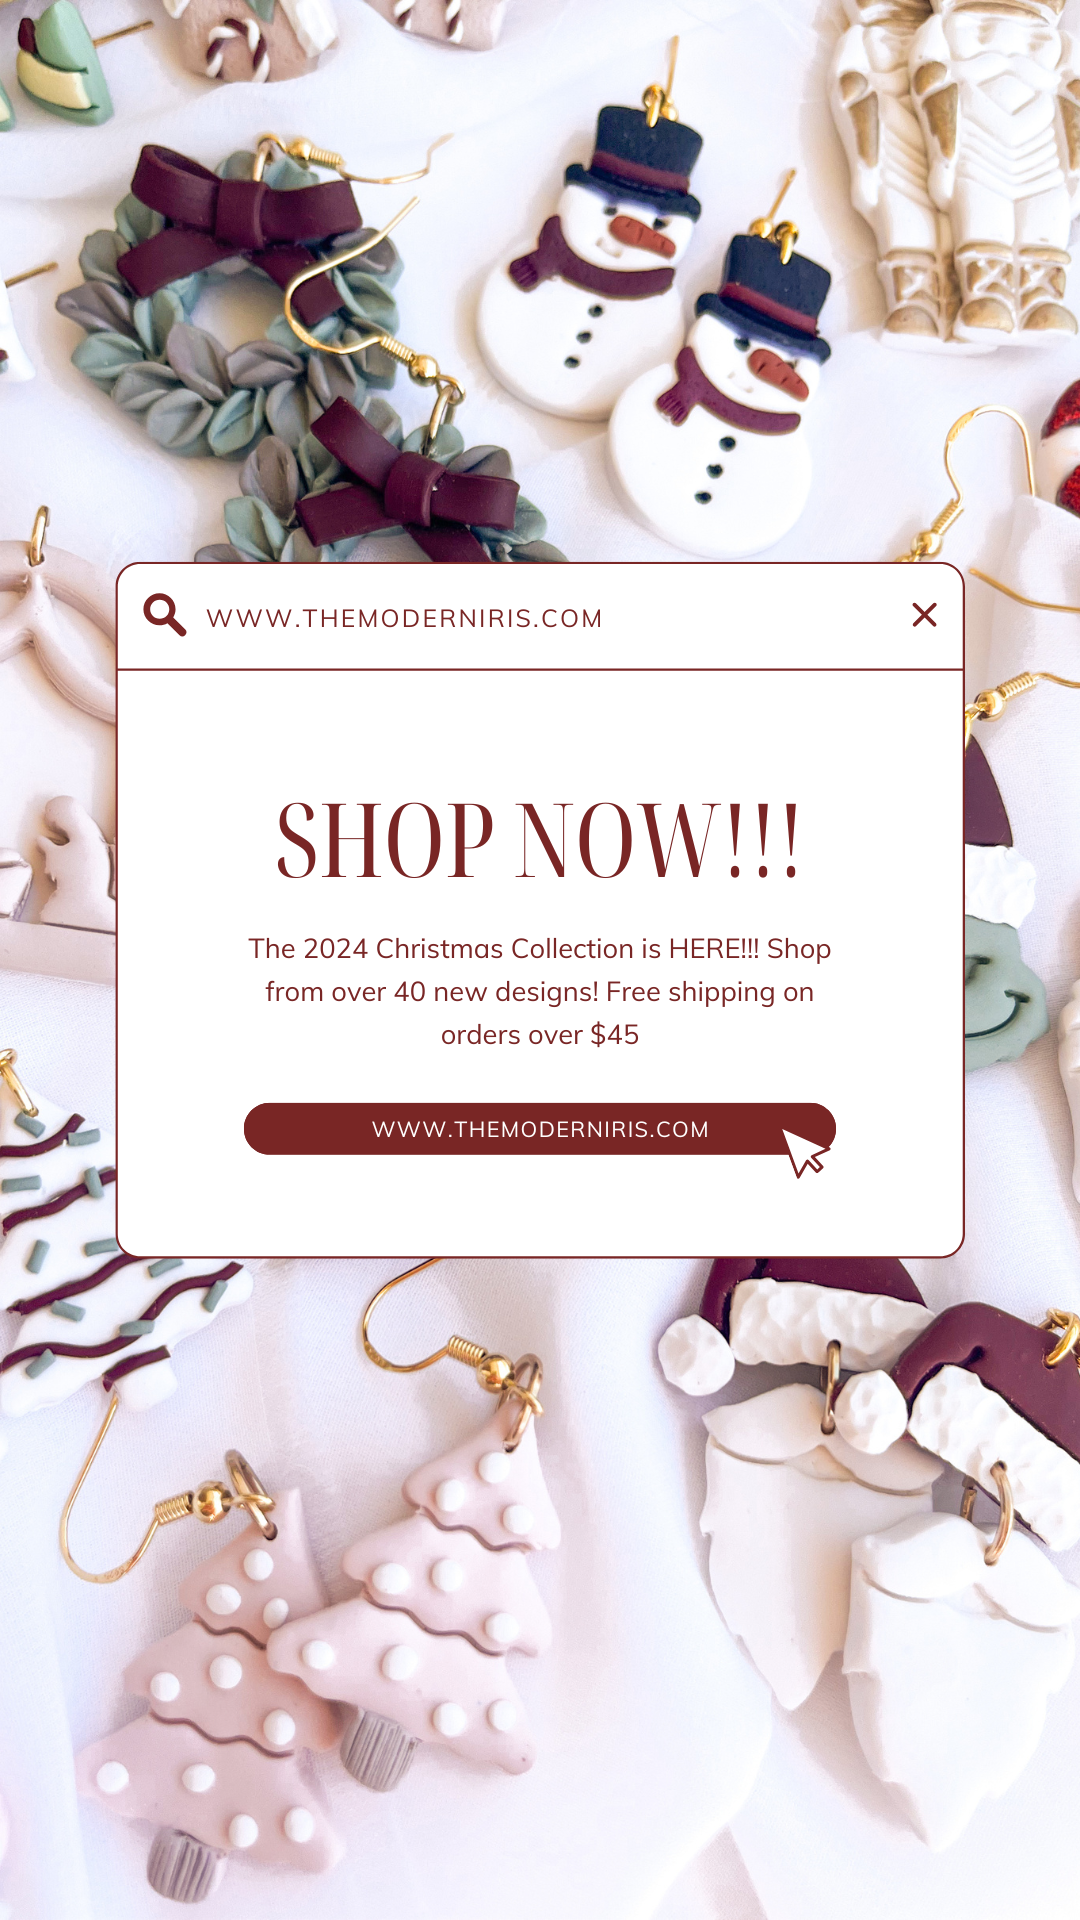 WWW.THEMODERNIRIS.COM
SHOP NOW!!!
The 2024 Christmas Collection is HERE!!! Shop
from over 40 new designs! Free shipping on
orders over $45
WWW.THEMODERNIRIS.COM